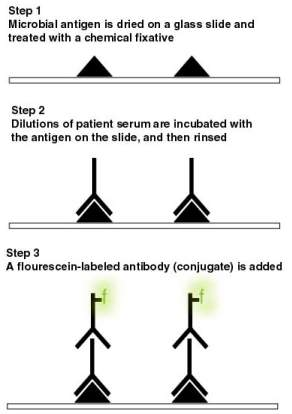 Step 1
Microbial antigen is dried on a glass slide and
treated with a chemical fixative
Step 2
Dilutions of patient serum are incubated with
the antigen on the slide, and then rinsed
Step 3
A flourescein-labeled antibody (conjugate) is added
f f